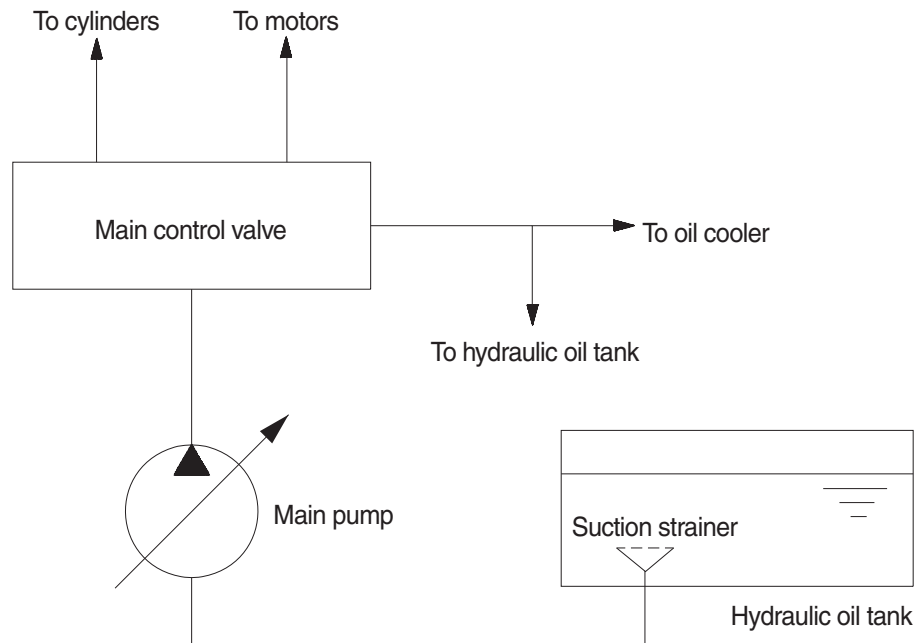 To cylinders
To motors
Main control valve
To oil cooler
To hydraulic oil tank
Main pump
Suction strainer
Hydraulic oil tank